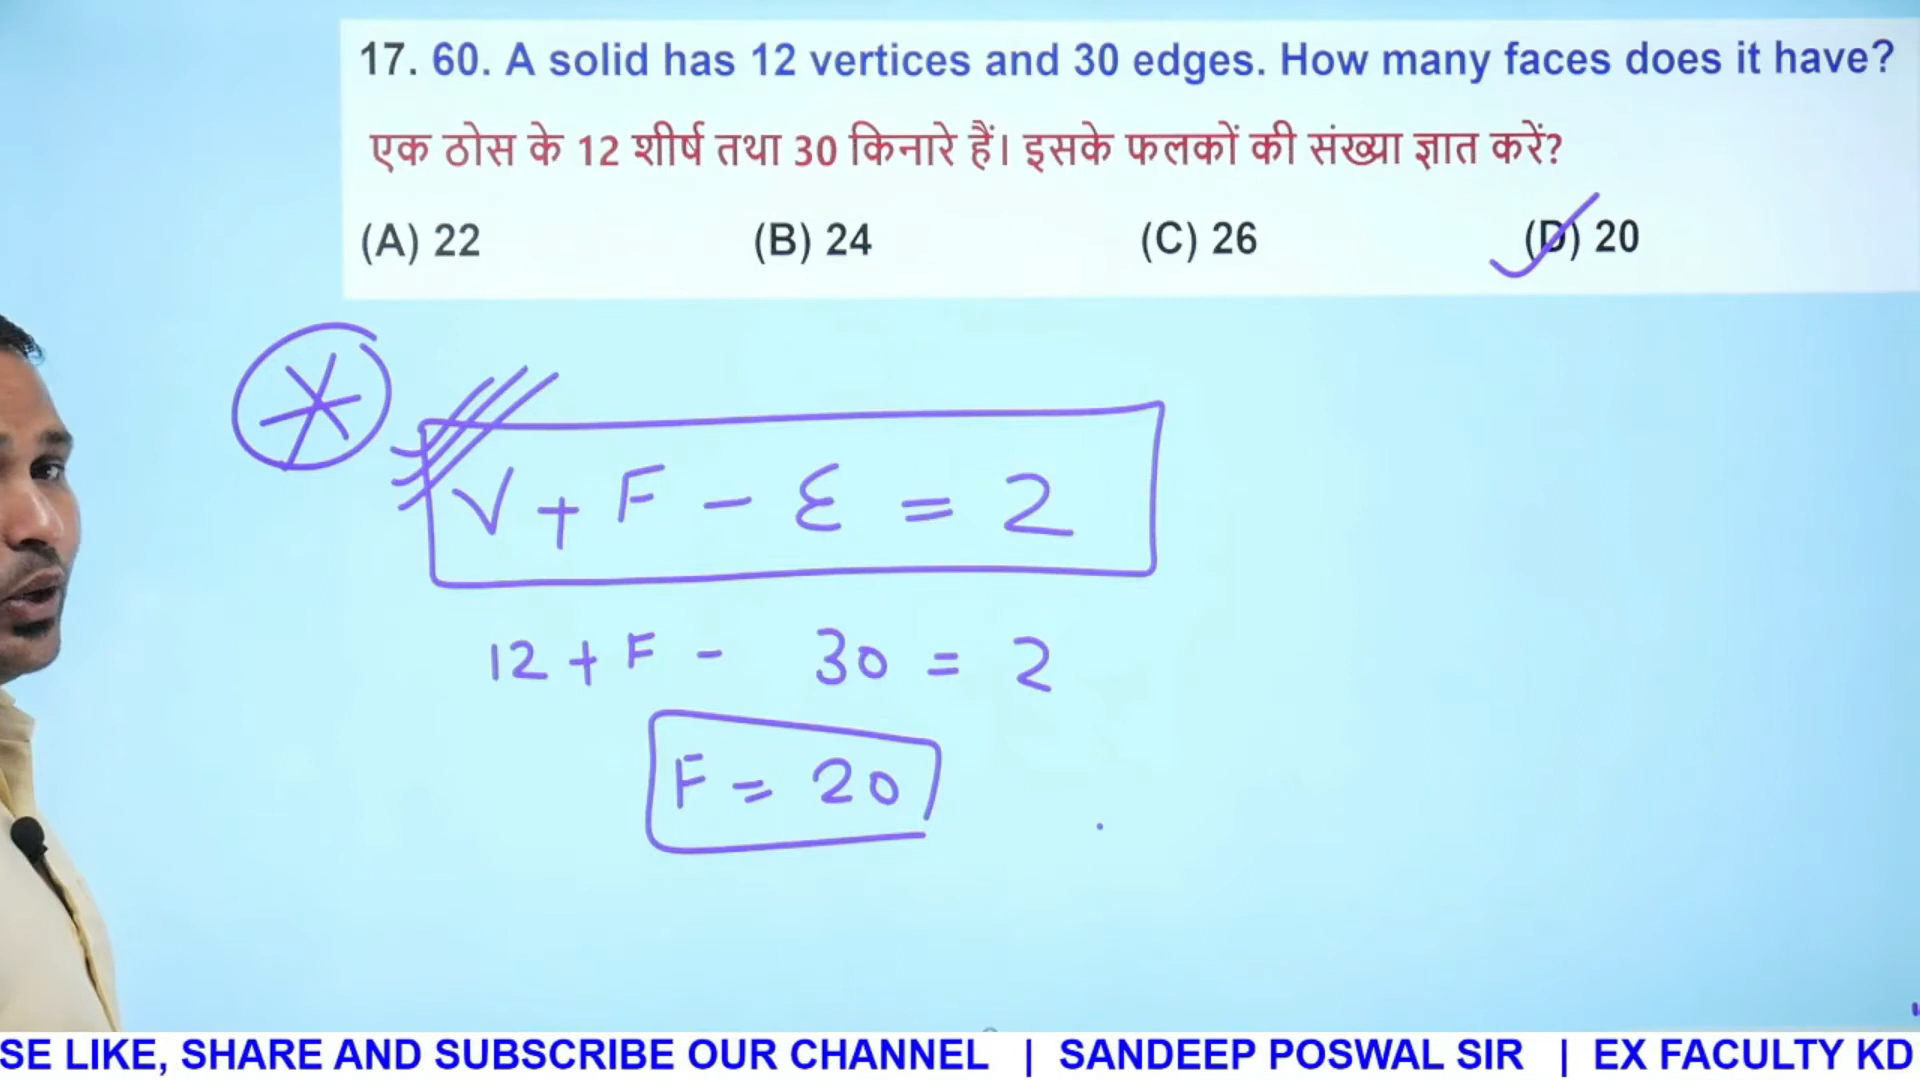 17. 60. A solid has 12 vertices and 30 edges. How many faces does it have?
एक ठोस के 12 शीर्ष तथा 30 किनारे हैं। इसके फलकों की संख्या ज्ञात करें?
(A) 22 (B) 24 (C) 26 (D) 20
V + F - E = 2
12 + F - 30 = 2
F = 20
SE LIKE, SHARE AND SUBSCRIBE OUR CHANNEL | SANDEEP POSWAL SIR | EX FACULTY KD